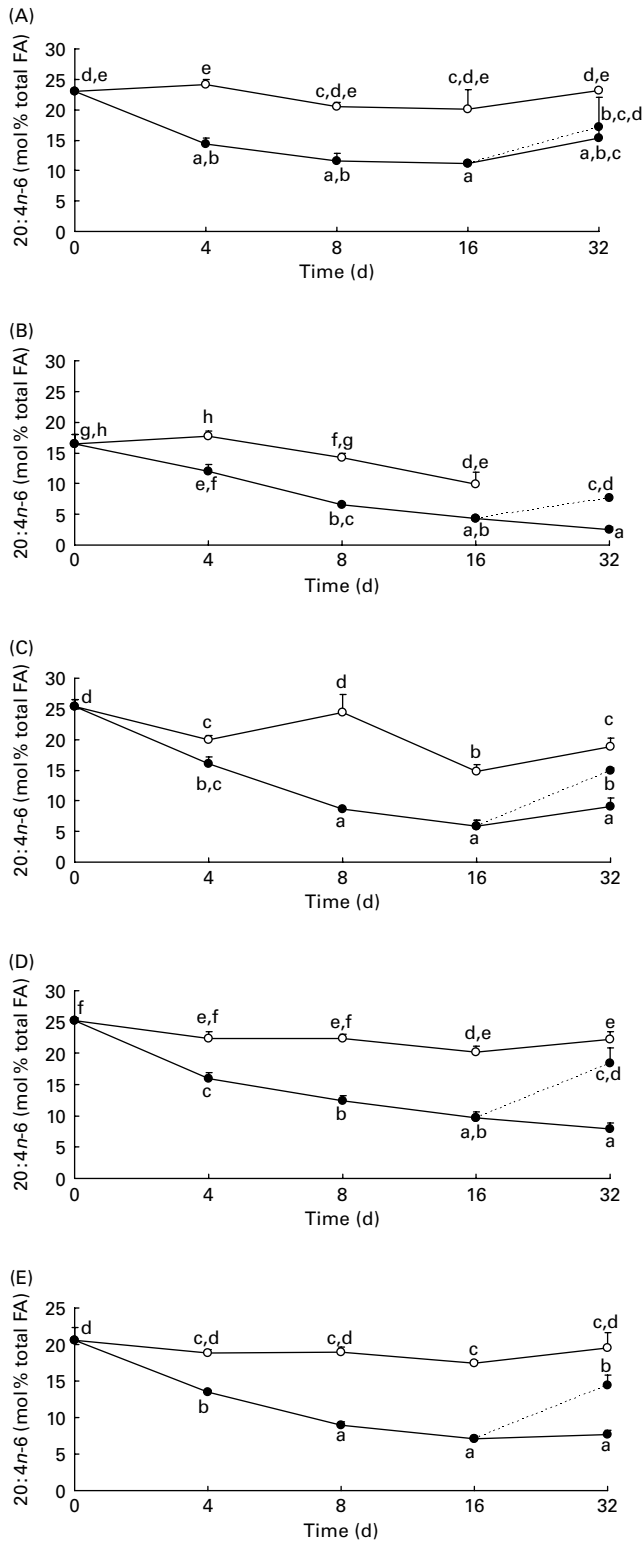 (A)
20:4n-6 (mol% total FA)
30
25
20
15
10
5
0
d,e
e
c,d,e
c,d,e
d,e
b,c,d
a,b
a,b
a
a,b,c
0 4 8 16 32
Time (d)
(B)
20:4n-6 (mol% total FA)
30
25
20
15
10
5
0
g,h
h
f,g
d,e
c,d
e,f
b,c
a,b
a
0 4 8 16 32
Time (d)
(C)
20:4n-6 (mol% total FA)
30
25
20
15
10
5
0
d
c
d
b
c
b,c
a
a
b
a
0 4 8 16 32
Time (d)
(D)
20:4n-6 (mol% total FA)
30
25
20
15
10
5
0
f
e,f
e,f
d,e
e
c
b
a,b
c,d
a
0 4 8 16 32
Time (d)
(E)
20:4n-6 (mol% total FA)
25
20
15
10
5
0
d
c,d
c,d
c
c,d
b
b
a
a
a
0 4 8 16 32
Time (d)